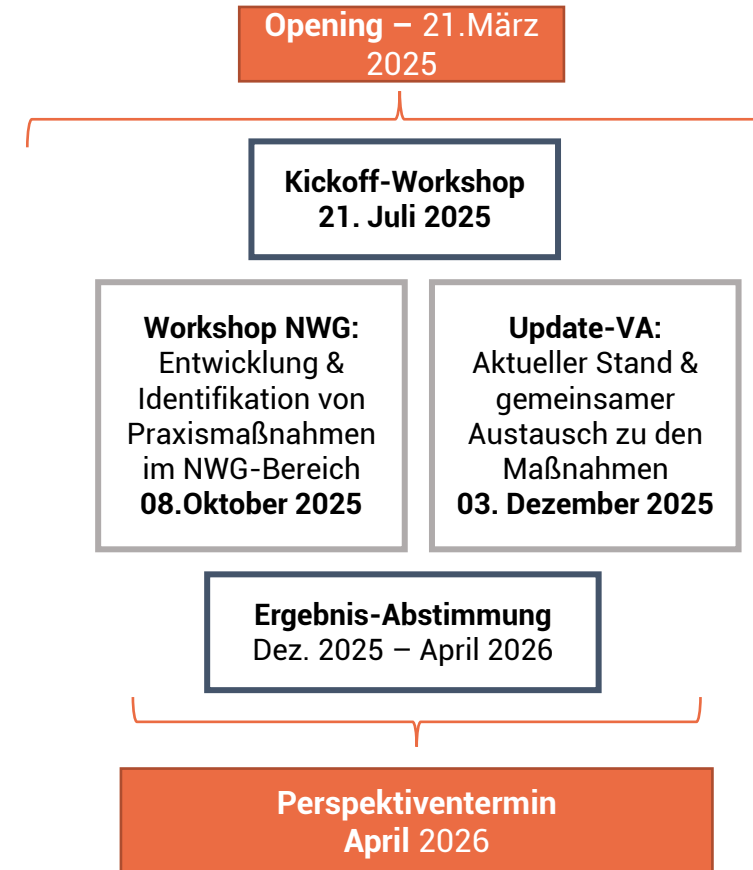 Opening – 21.März
2025
Kickoff-Workshop
21. Juli 2025
Workshop NWG:
Entwicklung &
Identifikation von
Praxismaßnahmen
im NWG-Bereich
08.Oktober 2025
Update-VA:
Aktueller Stand &
gemeinsamer
Austausch zu den
Maßnahmen
03. Dezember 2025
Ergebnis-Abstimmung
Dez. 2025 – April 2026
Perspektiventermin
April 2026